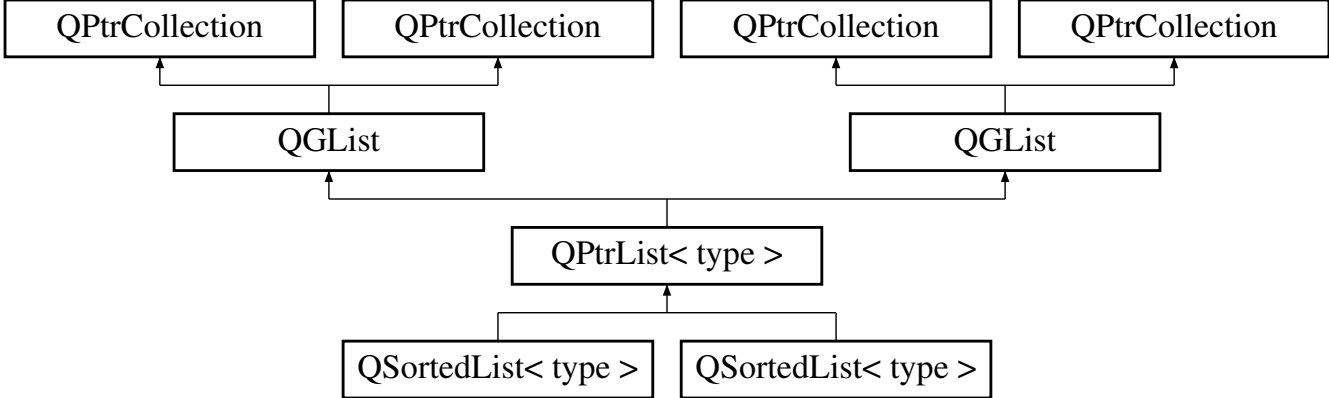 QPtrCollection
QPtrCollection
QPtrCollection
QPtrCollection
QGList
QGList
QPtrList< type >
QSortedList< type >
QSortedList< type >